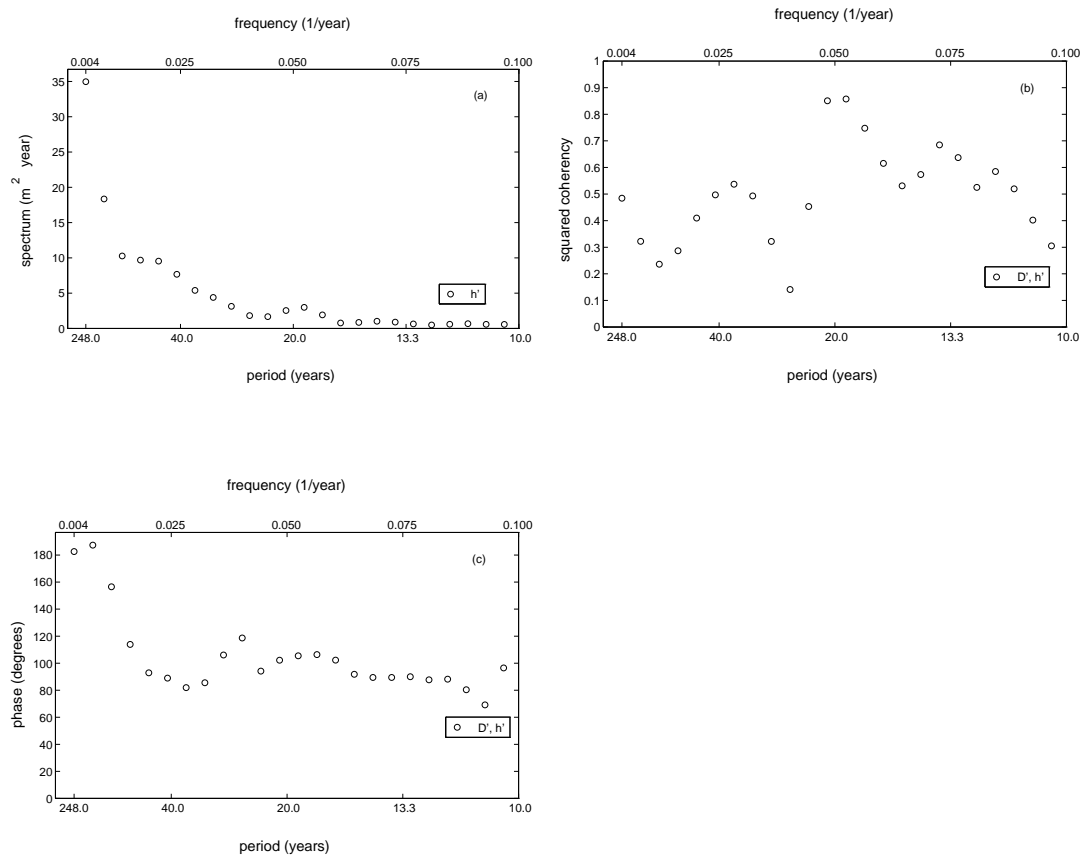 frequency (1/year)
0.004 0.025 0.050 0.075 0.100
35
30
25
20
15
10
5
0
spectrum (m² year)
(a)
h'
248.0 40.0 20.0 13.3 10.0
period (years)
frequency (1/year)
0.004 0.025 0.050 0.075 0.100
1
0.9
0.8
0.7
0.6
0.5
0.4
0.3
0.2
0.1
0
squared coherency
(b)
D', h'
248.0 40.0 20.0 13.3 10.0
period (years)
frequency (1/year)
0.004 0.025 0.050 0.075 0.100
180
160
140
120
100
80
60
40
20
0
phase (degrees)
(c)
D', h'
248.0 40.0 20.0 13.3 10.0
period (years)